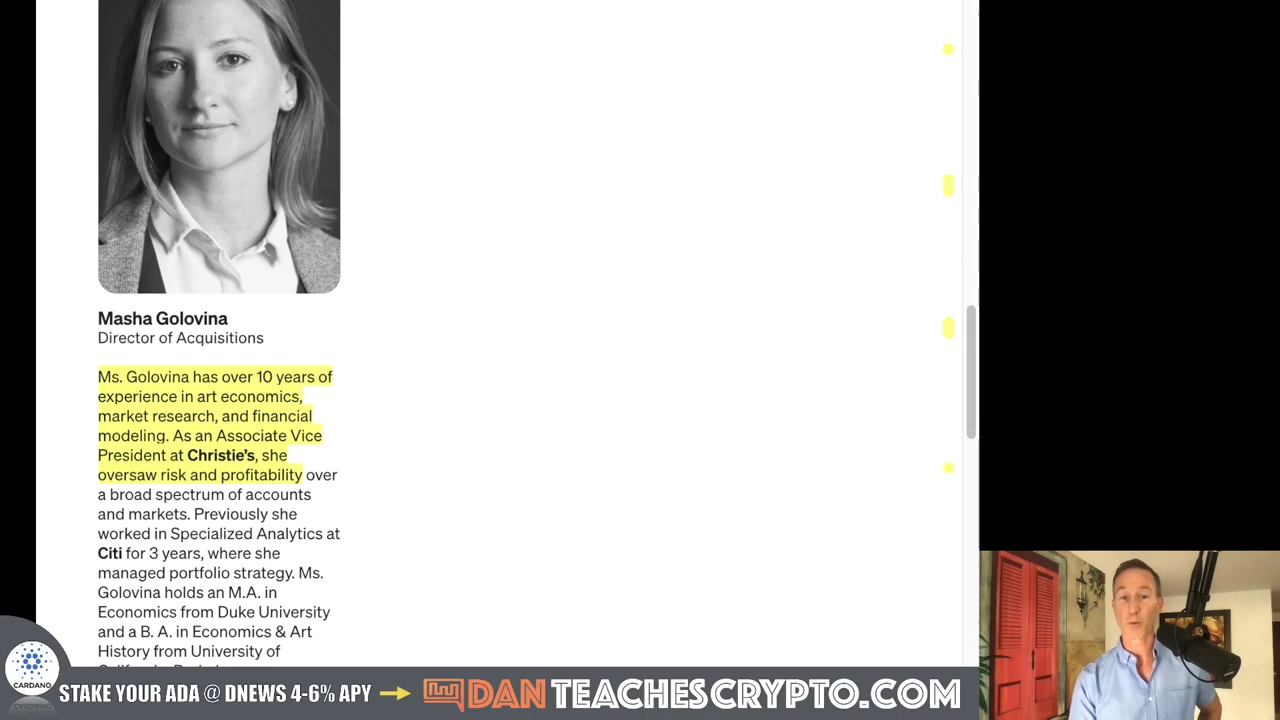 Masha Golovina
Director of Acquisitions
Ms. Golovina has over 10 years of
experience in art economics,
market research, and financial
modeling. As an Associate Vice
President at Christie's, she
oversaw risk and profitability over
a broad spectrum of accounts
and markets. Previously she
worked in Specialized Analytics at
Citi for 3 years, where she
managed portfolio strategy. Ms.
Golovina holds an M.A. in
Economics from Duke University
and a B. A. in Economics & Art
History from University of
CARDANO
STAKE YOUR ADA @ DNEWS 4-6% APY
DANTEACHESCRYPTO.COM